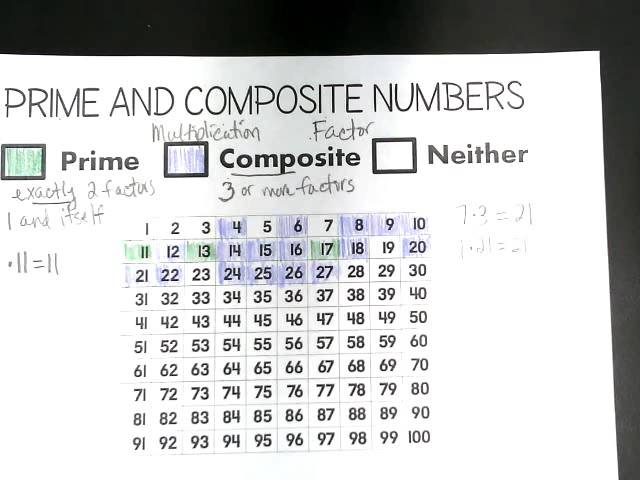 PRIME AND COMPOSITE NUMBERS
Multiplication Factor
Prime Composite Neither
exactly 2 factors 3 or more factors
1 and itself
·11=11
7·3=21
1·21=21
1 2 3 4 5 6 7 8 9 10
11 12 13 14 15 16 17 18 19 20
21 22 23 24 25 26 27 28 29 30
31 32 33 34 35 36 37 38 39 40
41 42 43 44 45 46 47 48 49 50
51 52 53 54 55 56 57 58 59 60
61 62 63 64 65 66 67 68 69 70
71 72 73 74 75 76 77 78 79 80
81 82 83 84 85 86 87 88 89 90
91 92 93 94 95 96 97 98 99 100